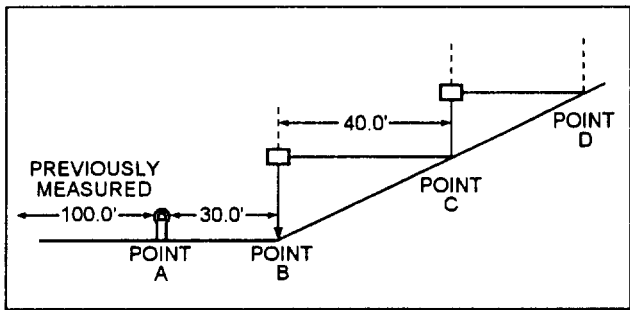 40.0'
POINT
D
PREVIOUSLY
MEASURED
POINT
C
100.0'
30.0'
POINT
A
POINT
B